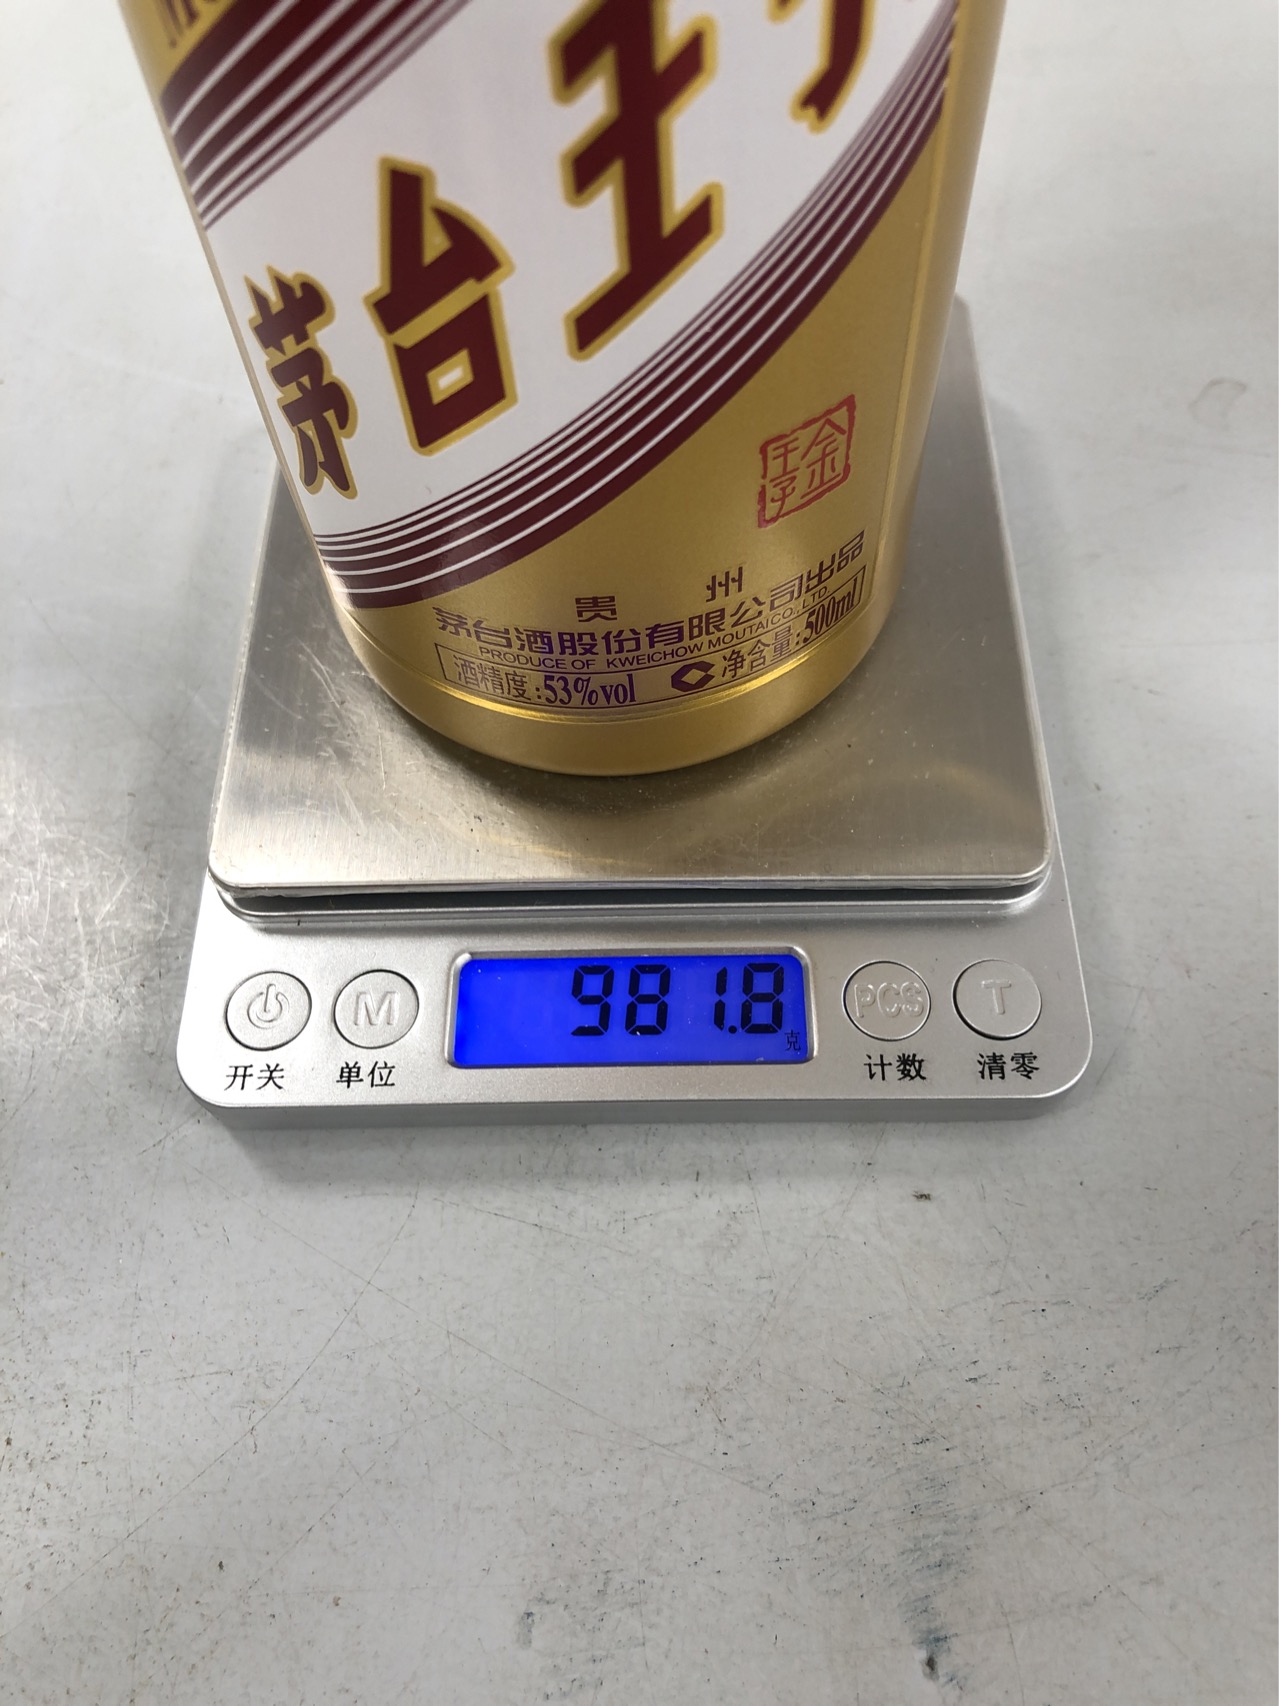 茅台王
金王子
贵州
茅台酒股份有限公司出品
PRODUCE OF KWEICHOW MOUTAI CO., LTD.
酒精度:53%vol 净含量:500ml
981.8
克
M PCS T
开关 单位 计数 清零